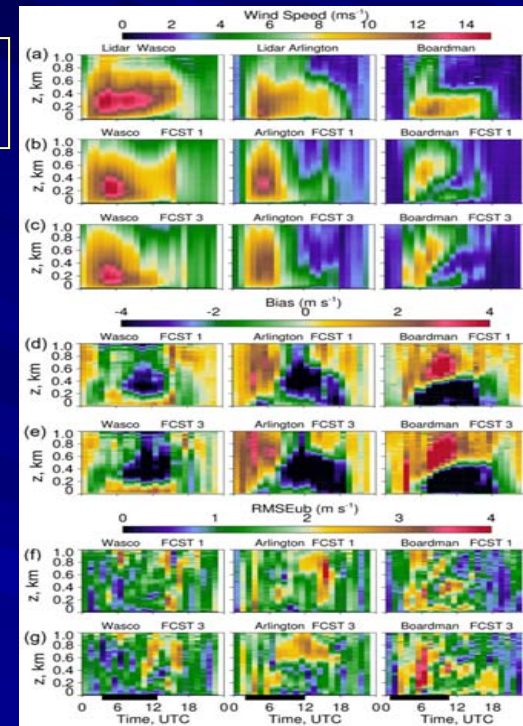 Wind Speed (ms⁻¹)
0 2 4 6 8 10 12 14
(a) Lidar Wasco Lidar Arlington Boardman
1.0
0.8
0.6
0.4
0.2
0
z, km
(b) Wasco FCST 1 Arlington FCST 1 Boardman FCST 1
1.0
0.8
0.6
0.4
0.2
0
z, km
(c) Wasco FCST 3 Arlington FCST 3 Boardman FCST 3
1.0
0.8
0.6
0.4
0.2
0
z, km
Bias (m s⁻¹)
-4 -2 0 2 4
(d) Wasco FCST 1 Arlington FCST 1 Boardman FCST 1
1.0
0.8
0.6
0.4
0.2
0
z, km
(e) Wasco FCST 3 Arlington FCST 3 Boardman FCST 3
1.0
0.8
0.6
0.4
0.2
0
z, km
RMSEub (m s⁻¹)
0 1 2 3 4
(f) Wasco FCST 1 Arlington FCST 1 Boardman FCST 1
1.0
0.8
0.6
0.4
0.2
0
z, km
(g) Wasco FCST 3 Arlington FCST 3 Boardman FCST 3
1.0
0.8
0.6
0.4
0.2
0
z, km
0 6 12 18 0 6 12 18 0 6 12 18
Time, UTC Time, UTC Time, UTC